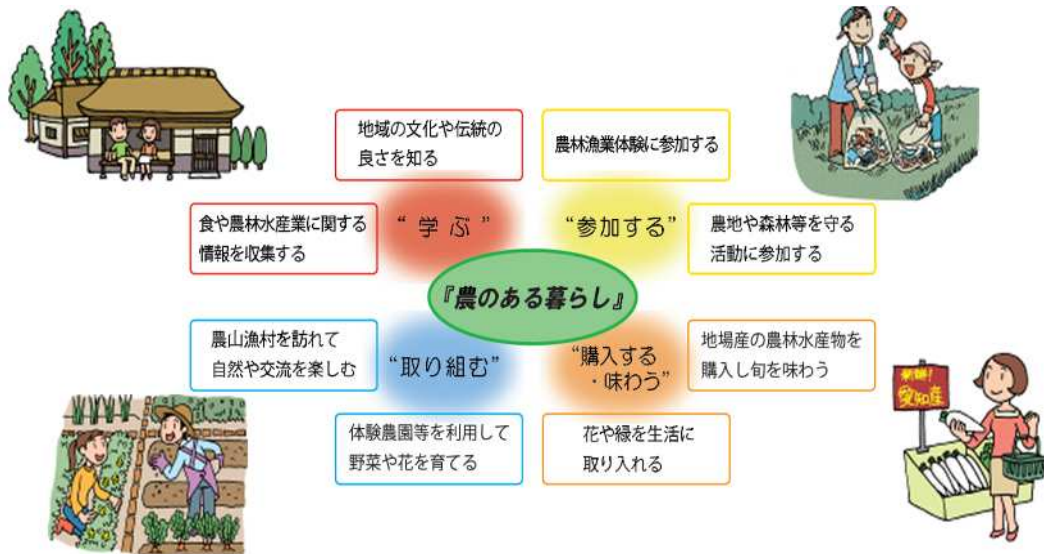 地域の文化や伝統の
良さを知る
農林漁業体験に参加する
食や農林水産業に関する
情報を収集する
“学ぶ”
“参加する”
農地や森林等を守る
活動に参加する
『農のある暮らし』
農山漁村を訪れて
自然や交流を楽しむ
“取り組む”
“購入する
・味わう”
地場産の農林水産物を
購入し旬を味わう
体験農園等を利用して
野菜や花を育てる
花や緑を生活に
取り入れる
新鮮!
愛知産